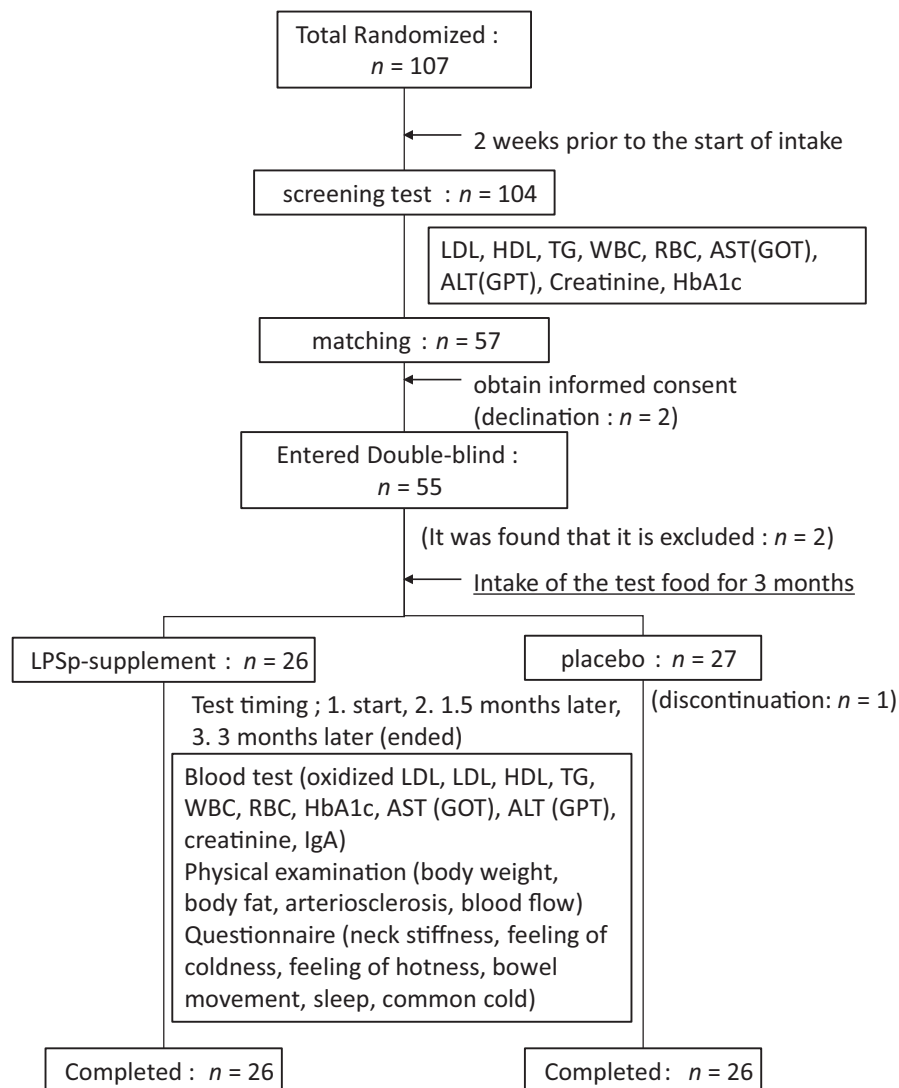 Total Randomized :
n = 107
2 weeks prior to the start of intake
screening test : n = 104
LDL, HDL, TG, WBC, RBC, AST(GOT),
ALT(GPT), Creatinine, HbA1c
matching : n = 57
obtain informed consent
(declination : n = 2)
Entered Double-blind :
n = 55
(It was found that it is excluded : n = 2)
Intake of the test food for 3 months
LPSp-supplement : n = 26
placebo : n = 27
(discontinuation: n = 1)
Test timing ; 1. start, 2. 1.5 months later,
3. 3 months later (ended)
Blood test (oxidized LDL, LDL, HDL, TG,
WBC, RBC, HbA1c, AST (GOT), ALT (GPT),
creatinine, IgA)
Physical examination (body weight,
body fat, arteriosclerosis, blood flow)
Questionnaire (neck stiffness, feeling of
coldness, feeling of hotness, bowel
movement, sleep, common cold)
Completed : n = 26
Completed : n = 26